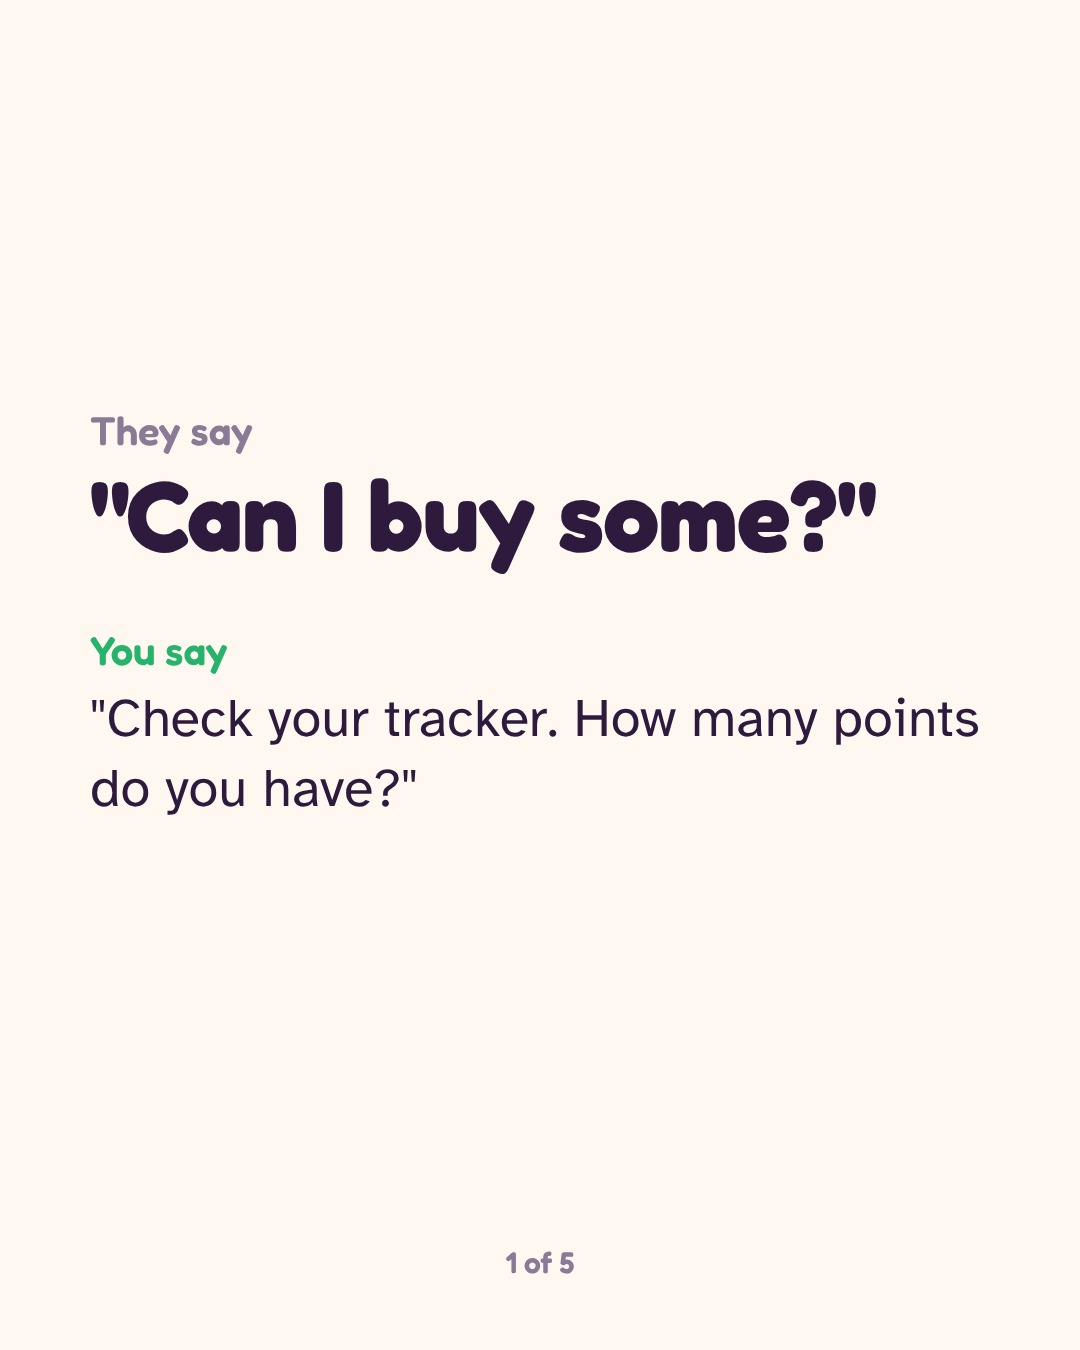 They say
"Can I buy some?"
You say
"Check your tracker. How many points
do you have?"
1 of 5